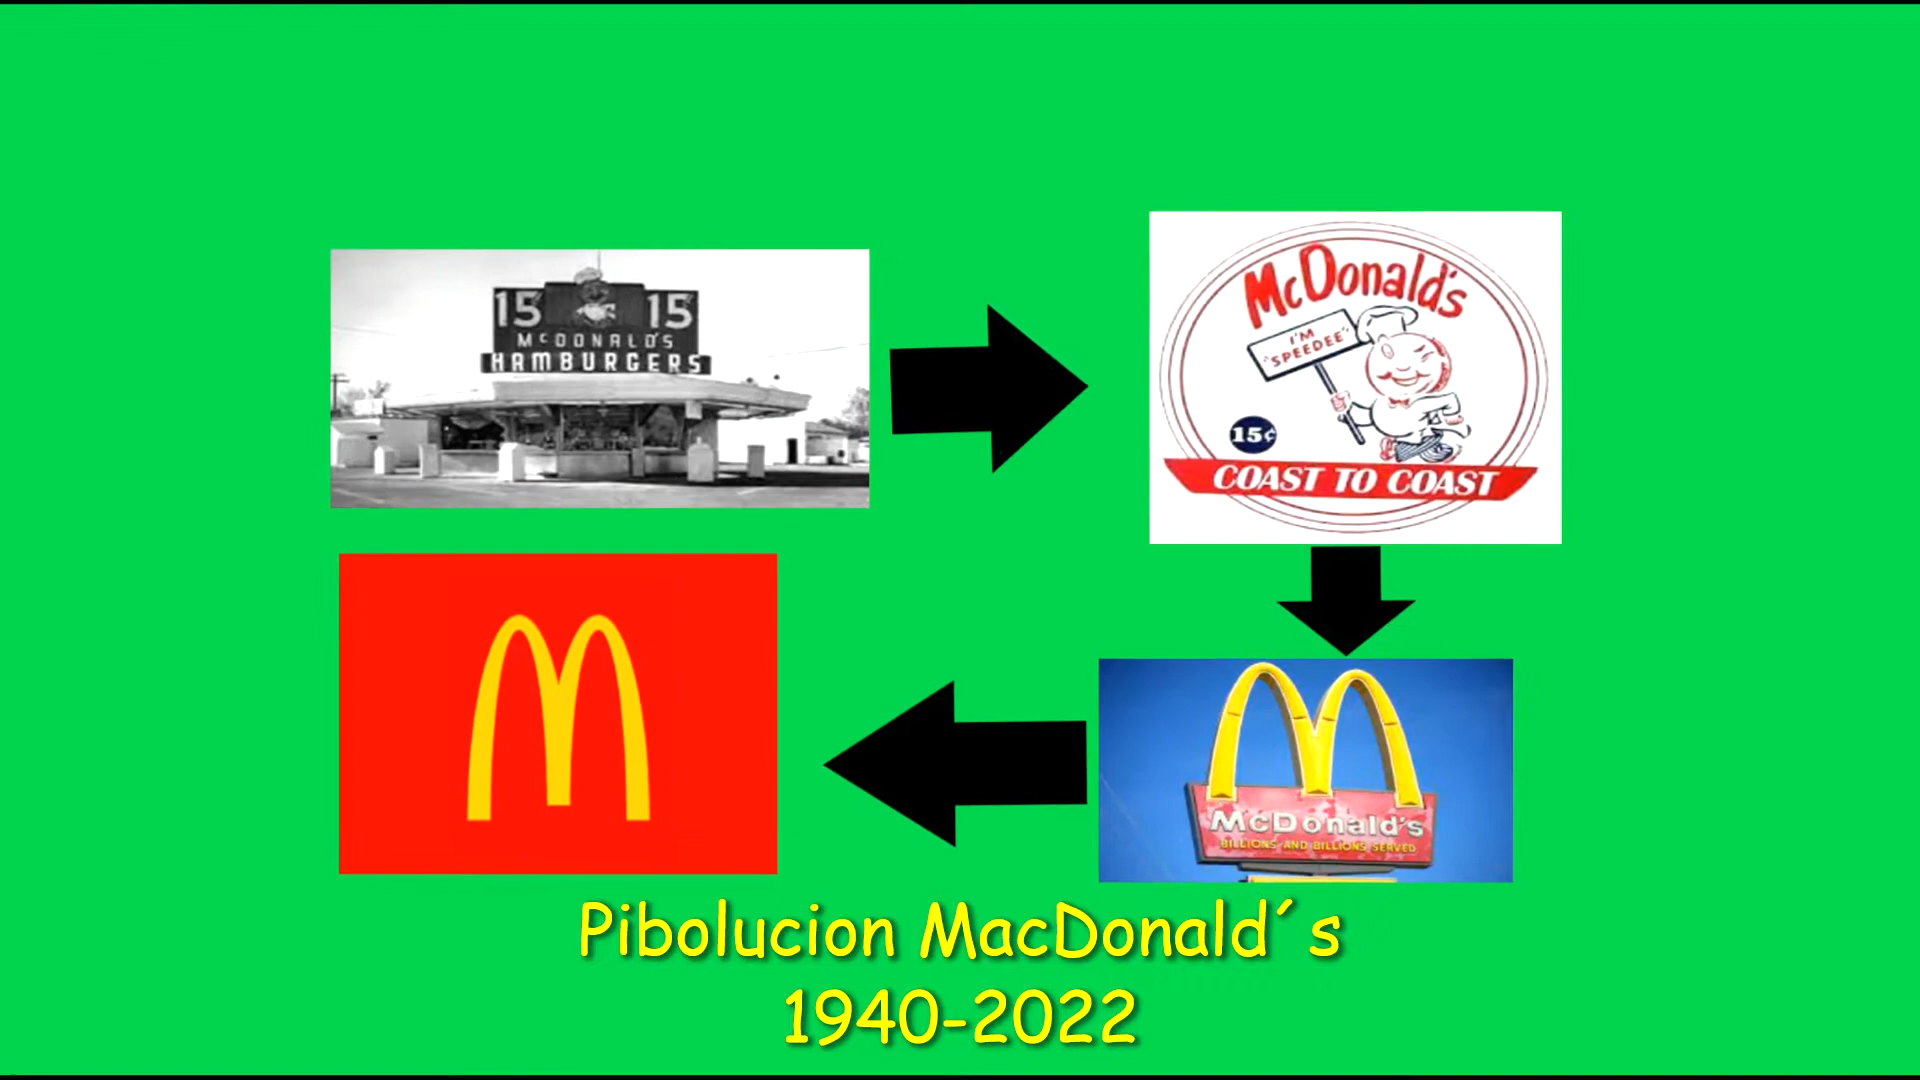 15¢ 15¢
McDONALD'S
HAMBURGERS
McDonald's
I'M
"SPEEDEE"
15¢
COAST TO COAST
McDonald's
BILLIONS AND BILLIONS SERVED
Pibolucion MacDonald´s
1940-2022